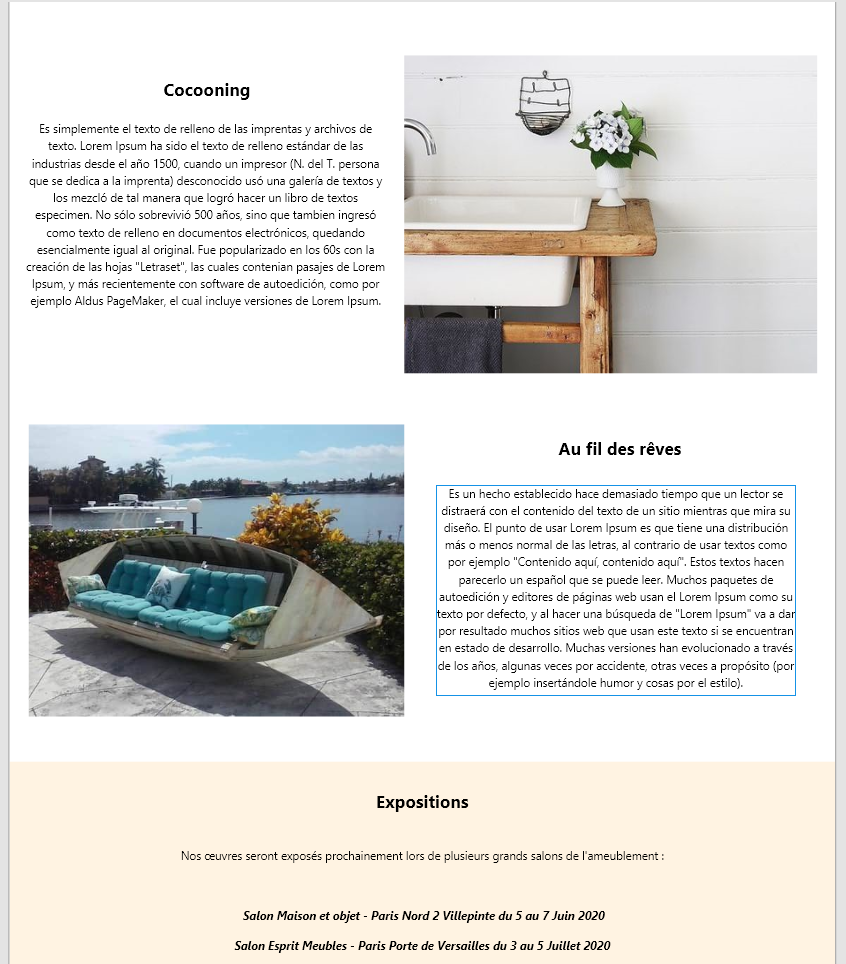 Cocooning
Es simplemente el texto de relleno de las imprentas y archivos de
texto. Lorem Ipsum ha sido el texto de relleno estándar de las
industrias desde el año 1500, cuando un impresor (N. del T. persona
que se dedica a la imprenta) desconocido usó una galería de textos y
los mezcló de tal manera que logró hacer un libro de textos
especimen. No sólo sobrevivió 500 años, sino que tambien ingresó
como texto de relleno en documentos electrónicos, quedando
esencialmente igual al original. Fue popularizado en los 60s con la
creación de las hojas "Letraset", las cuales contenian pasajes de Lorem
Ipsum, y más recientemente con software de autoedición, como por
ejemplo Aldus PageMaker, el cual incluye versiones de Lorem Ipsum.
Au fil des rêves
Es un hecho establecido hace demasiado tiempo que un lector se
distraerá con el contenido del texto de un sitio mientras que mira su
diseño. El punto de usar Lorem Ipsum es que tiene una distribución
más o menos normal de las letras, al contrario de usar textos como
por ejemplo "Contenido aquí, contenido aquí". Estos textos hacen
parecerlo un español que se puede leer. Muchos paquetes de
autoedición y editores de páginas web usan el Lorem Ipsum como su
texto por defecto, y al hacer una búsqueda de "Lorem Ipsum" va a dar
por resultado muchos sitios web que usan este texto si se encuentran
en estado de desarrollo. Muchas versiones han evolucionado a través
de los años, algunas veces por accidente, otras veces a propósito (por
ejemplo insertándole humor y cosas por el estilo).
Expositions
Nos œuvres seront exposés prochainement lors de plusieurs grands salons de l'ameublement :
Salon Maison et objet - Paris Nord 2 Villepinte du 5 au 7 Juin 2020
Salon Esprit Meubles - Paris Porte de Versailles du 3 au 5 Juillet 2020